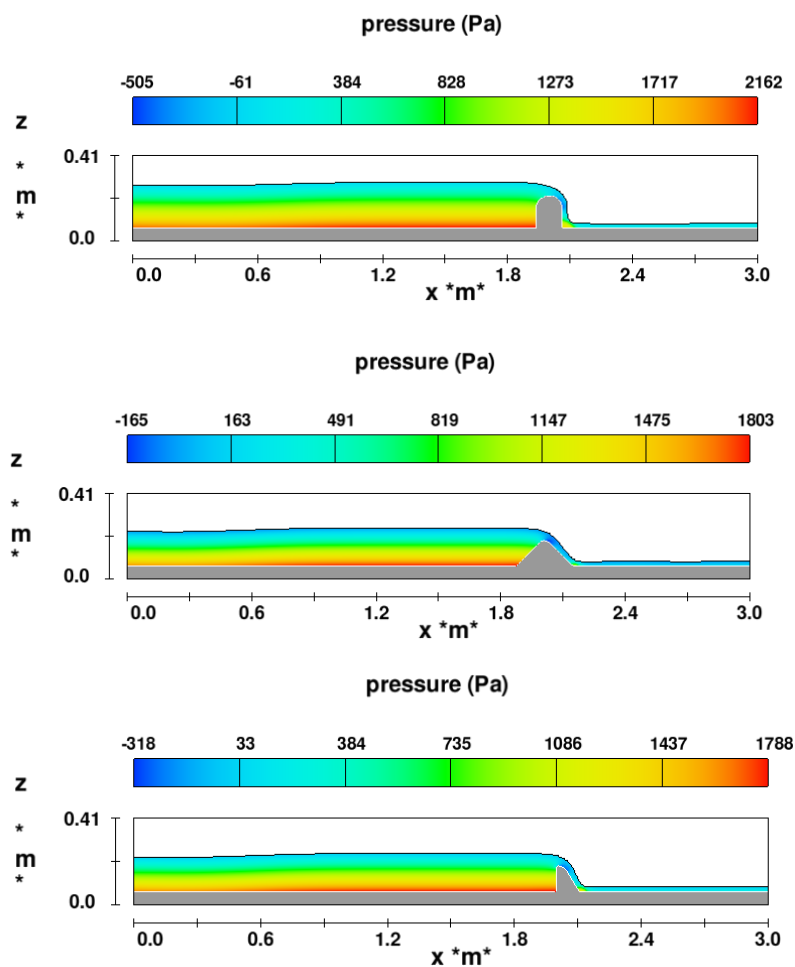 pressure (Pa)
-505 -61 384 828 1273 1717 2162
z
*
m
*
0.41
0.0
0.0 0.6 1.2 1.8 2.4 3.0
x *m*
pressure (Pa)
-165 163 491 819 1147 1475 1803
z
*
m
*
0.41
0.0
0.0 0.6 1.2 1.8 2.4 3.0
x *m*
pressure (Pa)
-318 33 384 735 1086 1437 1788
z
*
m
*
0.41
0.0
0.0 0.6 1.2 1.8 2.4 3.0
x *m*